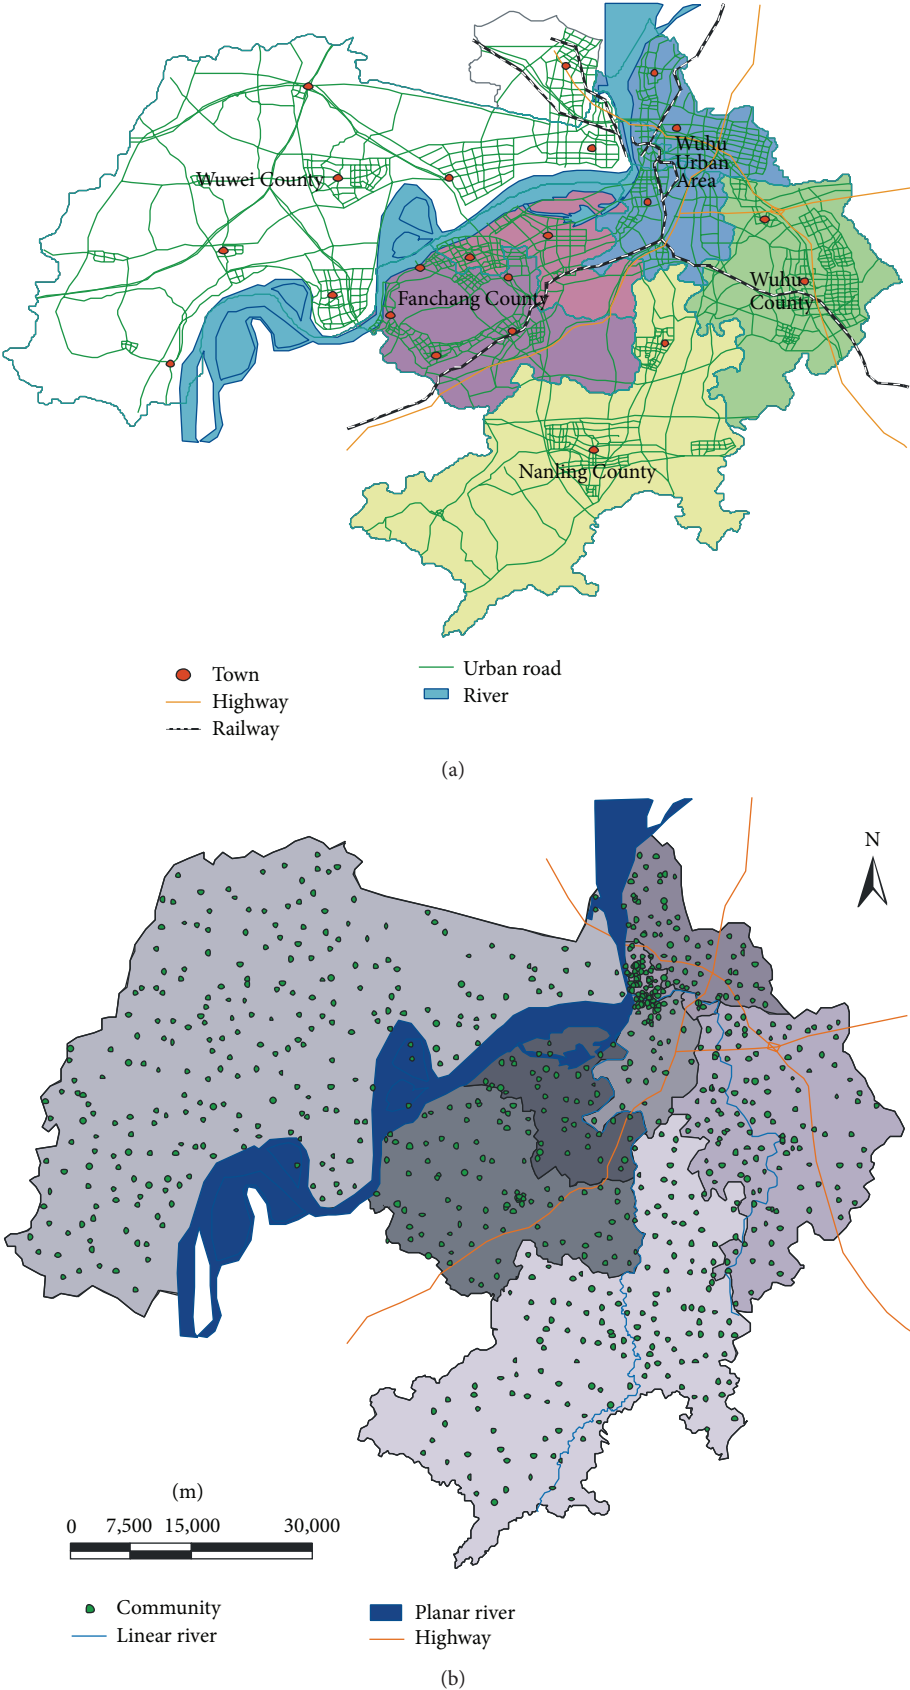 Wuhu
Urban
Area
Wuwei County
Wuhu
County
Fanchang County
Nanling County
Town
Highway
Railway
Urban road
River
(a)
N
(m)
0 7,500 15,000 30,000
Community
Linear river
Planar river
Highway
(b)